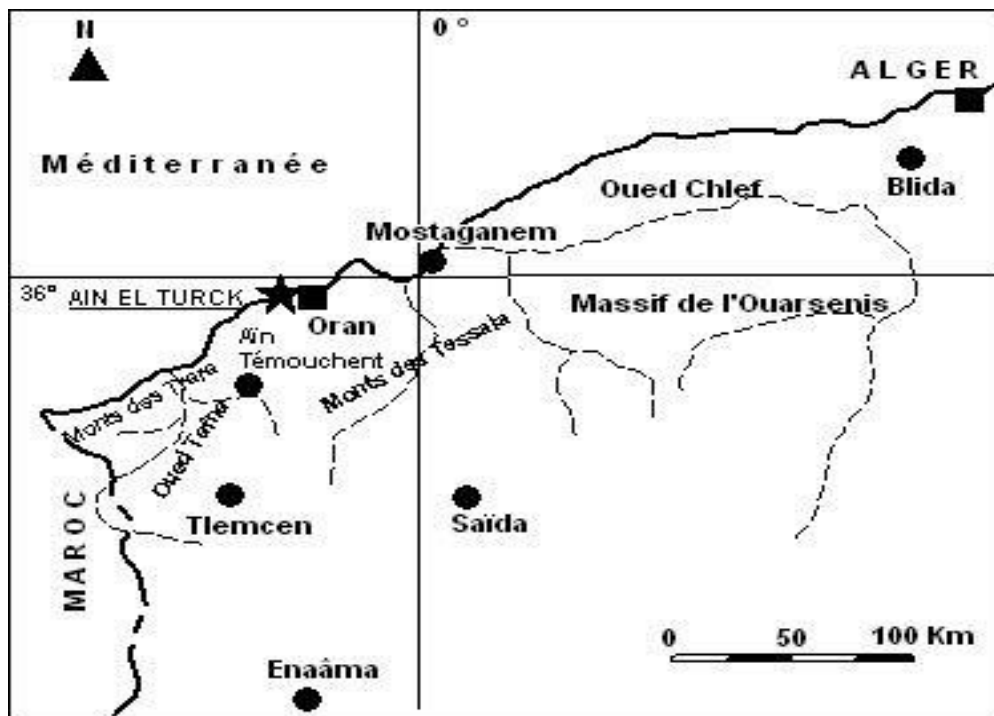 N
0 °
ALGER
Méditerranée
Oued Chlef
Blida
Mostaganem
36° AIN EL TURCK
Massif de l'Ouarsenis
Oran
Aïn
Témouchent
Monts des Tessala
Monts des Trara
Oued Tafna
MAROC
Tlemcen
Saïda
0 50 100 Km
Enaâma